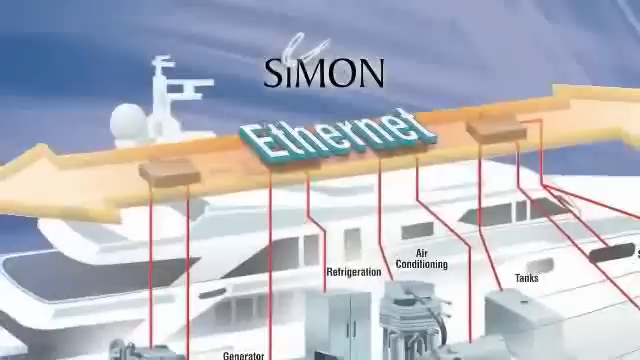 SiMON
Ethernet
Air
Conditioning
Refrigeration
Tanks
Generator